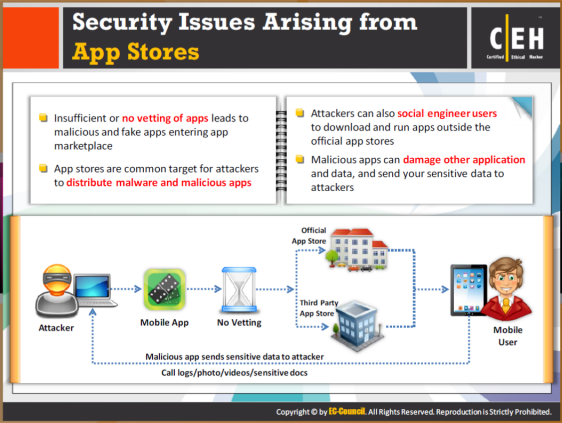 Security Issues Arising from
App Stores
C|EH
Certified Ethical Hacker
Insufficient or no vetting of apps leads to
malicious and fake apps entering app
marketplace
App stores are common target for attackers
to distribute malware and malicious apps
Attackers can also social engineer users
to download and run apps outside the
official app stores
Malicious apps can damage other application
and data, and send your sensitive data to
attackers
Official
App Store
Attacker
Mobile App
No Vetting
Third Party
App Store
Mobile
User
Malicious app sends sensitive data to attacker
Call logs/photo/videos/sensitive docs
Copyright © by EC-Council. All Rights Reserved. Reproduction is Strictly Prohibited.